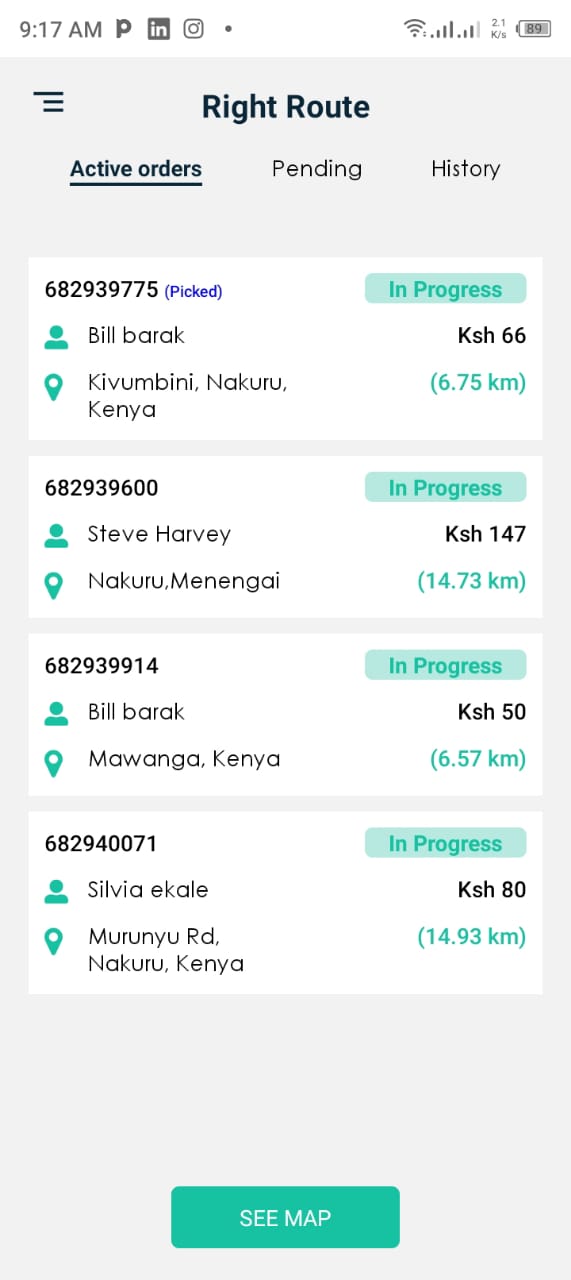 9:17 AM 2.1 K/s 89
Right Route
Active orders Pending History
682939775 (Picked) In Progress
Bill barak Ksh 66
Kivumbini, Nakuru, (6.75 km)
Kenya
682939600 In Progress
Steve Harvey Ksh 147
Nakuru,Menengai (14.73 km)
682939914 In Progress
Bill barak Ksh 50
Mawanga, Kenya (6.57 km)
682940071 In Progress
Silvia ekale Ksh 80
Murunyu Rd, (14.93 km)
Nakuru, Kenya
SEE MAP